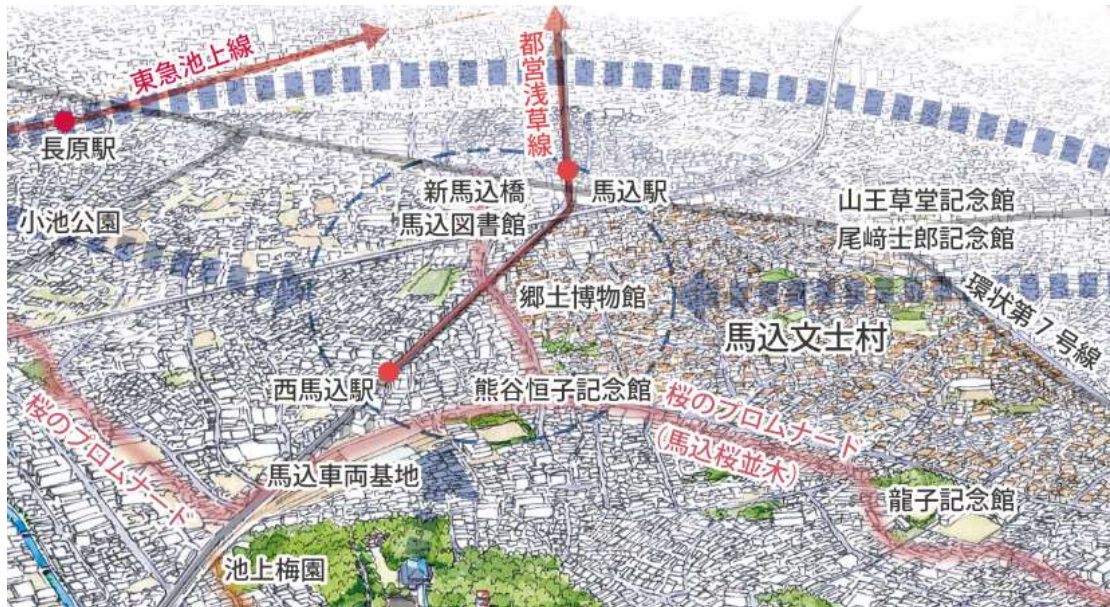 東急池上線
都営浅草線
長原駅
新馬込橋
馬込駅
馬込図書館
山王草堂記念館
尾﨑士郎記念館
小池公園
郷土博物館
環状第7号線
馬込文士村
西馬込駅
熊谷恒子記念館
桜のプロムナード
(馬込桜並木)
桜のプロムナード
馬込車両基地
龍子記念館
池上梅園